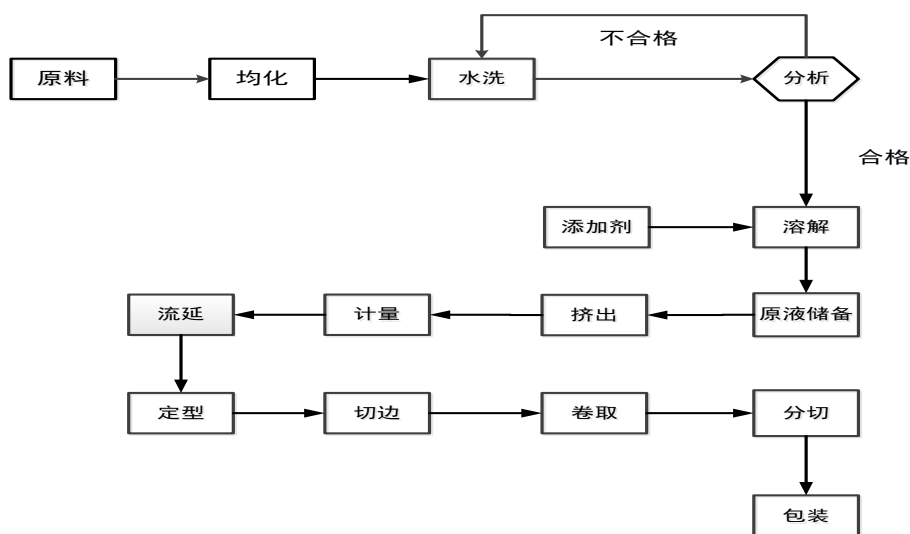 不合格
原料
均化
水洗
分析
合格
添加剂
溶解
流延
计量
挤出
原液储备
定型
切边
卷取
分切
包装